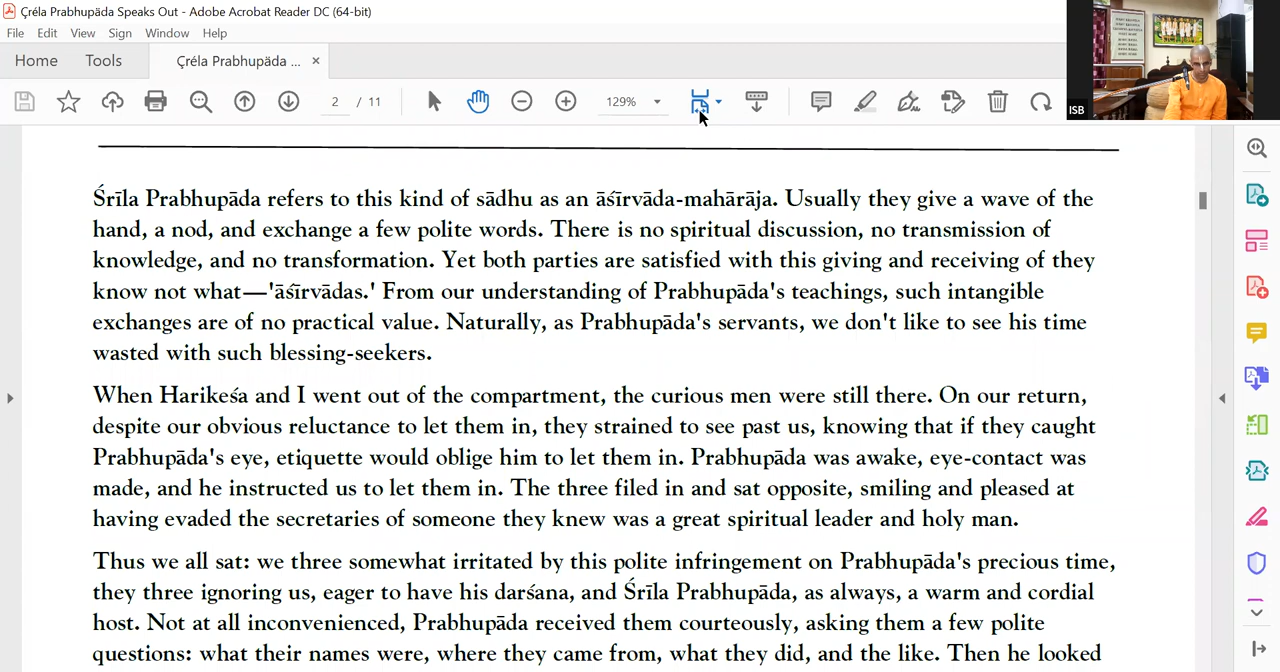 Çréla Prabhupäda Speaks Out - Adobe Acrobat Reader DC (64-bit)
File Edit View Sign Window Help
Home Tools Çréla Prabhupäda ... ×
2 / 11 129%
ISB
Śrīla Prabhupāda refers to this kind of sādhu as an āśīrvāda-mahārāja. Usually they give a wave of the
hand, a nod, and exchange a few polite words. There is no spiritual discussion, no transmission of
knowledge, and no transformation. Yet both parties are satisfied with this giving and receiving of they
know not what—'āśīrvādas.' From our understanding of Prabhupāda's teachings, such intangible
exchanges are of no practical value. Naturally, as Prabhupāda's servants, we don't like to see his time
wasted with such blessing-seekers.
When Harikeśa and I went out of the compartment, the curious men were still there. On our return,
despite our obvious reluctance to let them in, they strained to see past us, knowing that if they caught
Prabhupāda's eye, etiquette would oblige him to let them in. Prabhupāda was awake, eye-contact was
made, and he instructed us to let them in. The three filed in and sat opposite, smiling and pleased at
having evaded the secretaries of someone they knew was a great spiritual leader and holy man.
Thus we all sat: we three somewhat irritated by this polite infringement on Prabhupāda's precious time,
they three ignoring us, eager to have his darśana, and Śrīla Prabhupāda, as always, a warm and cordial
host. Not at all inconvenienced, Prabhupāda received them courteously, asking them a few polite
questions: what their names were, where they came from, what they did, and the like. Then he looked